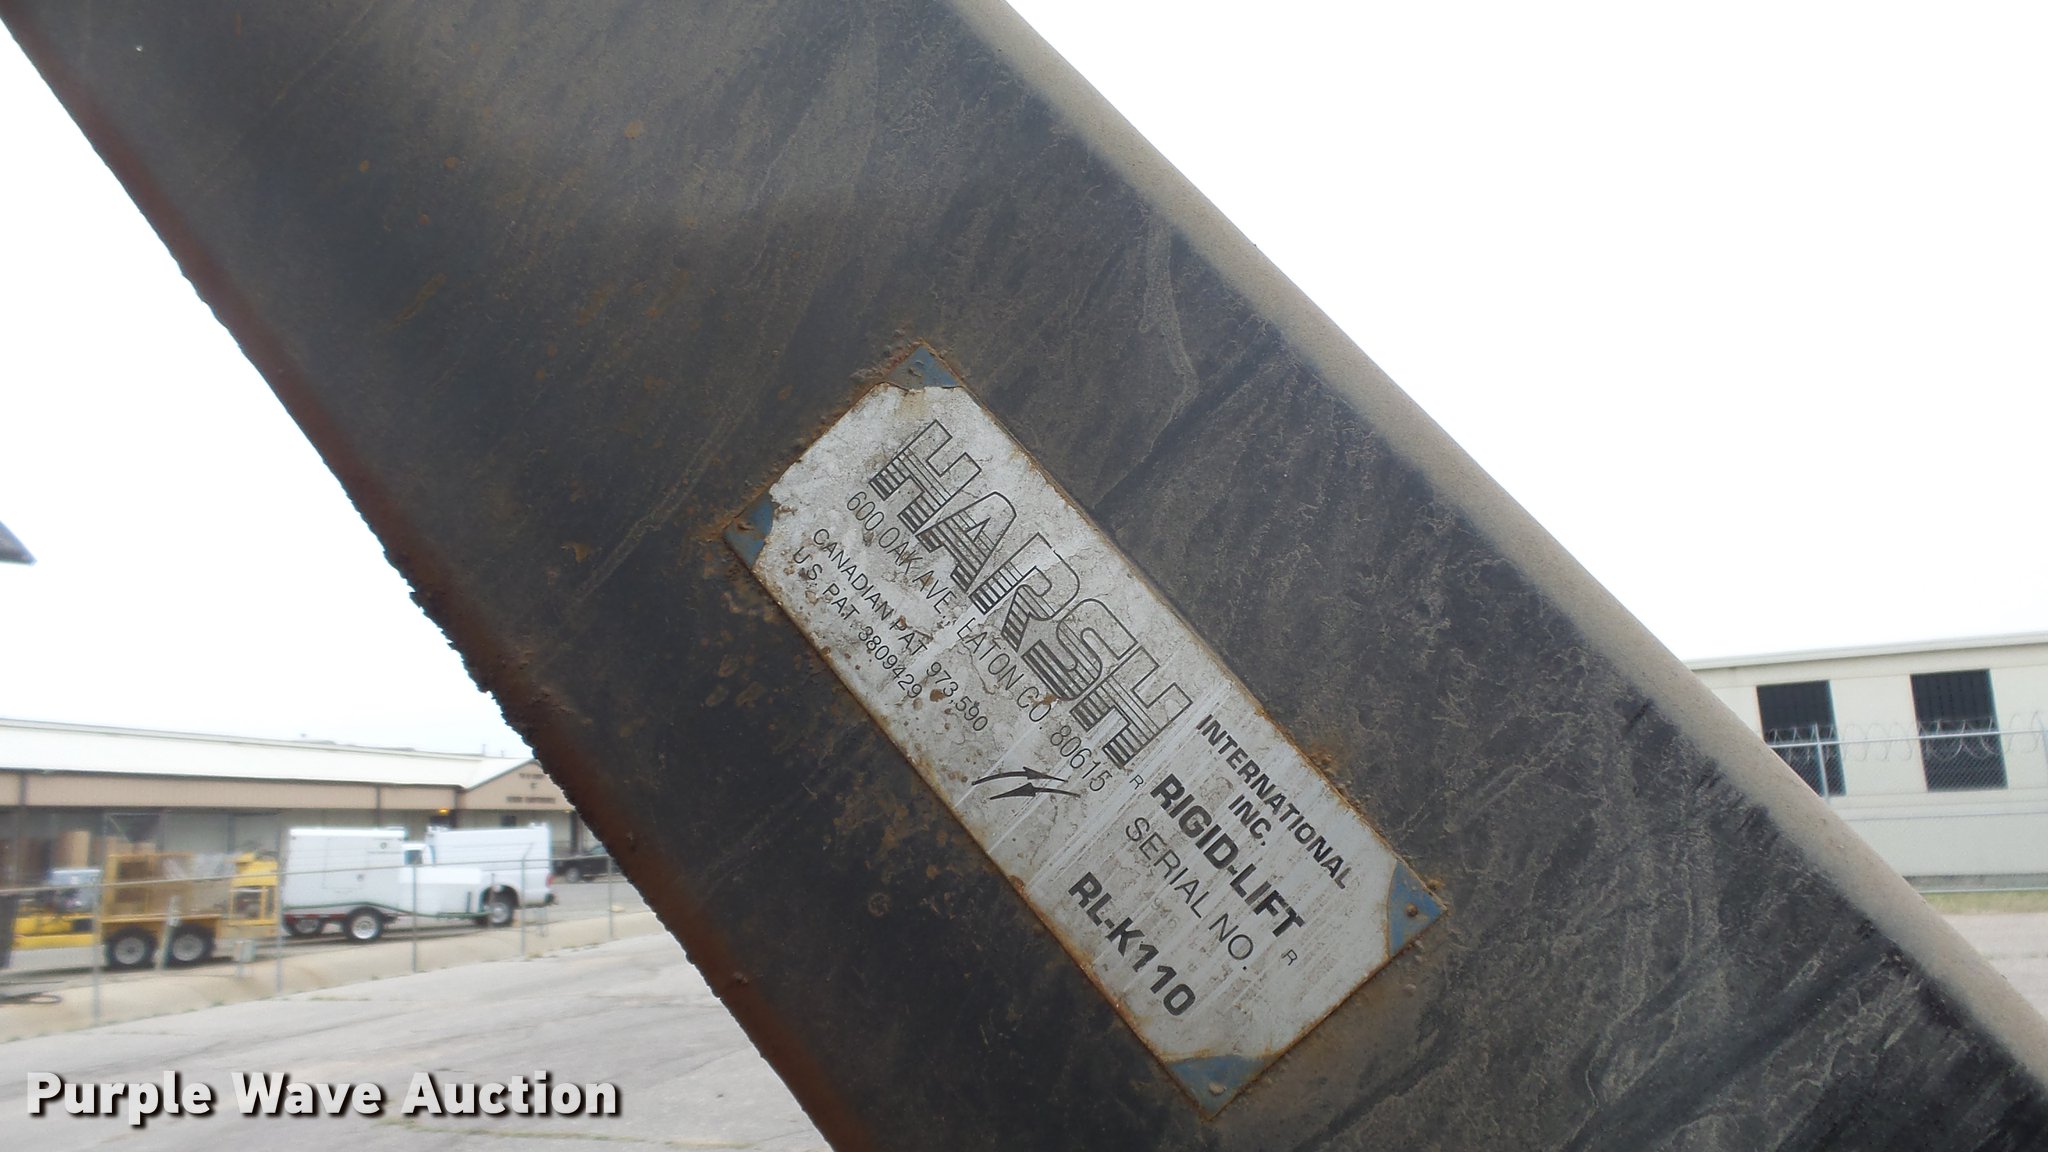 HARSH
INTERNATIONAL
INC.
600 OAK AVE., EATON CO 80615
CANADIAN PAT. 973,590
U.S. PAT. 3809429
R
RIGID-LIFT R
SERIAL NO.
RL-K110
Purple Wave Auction